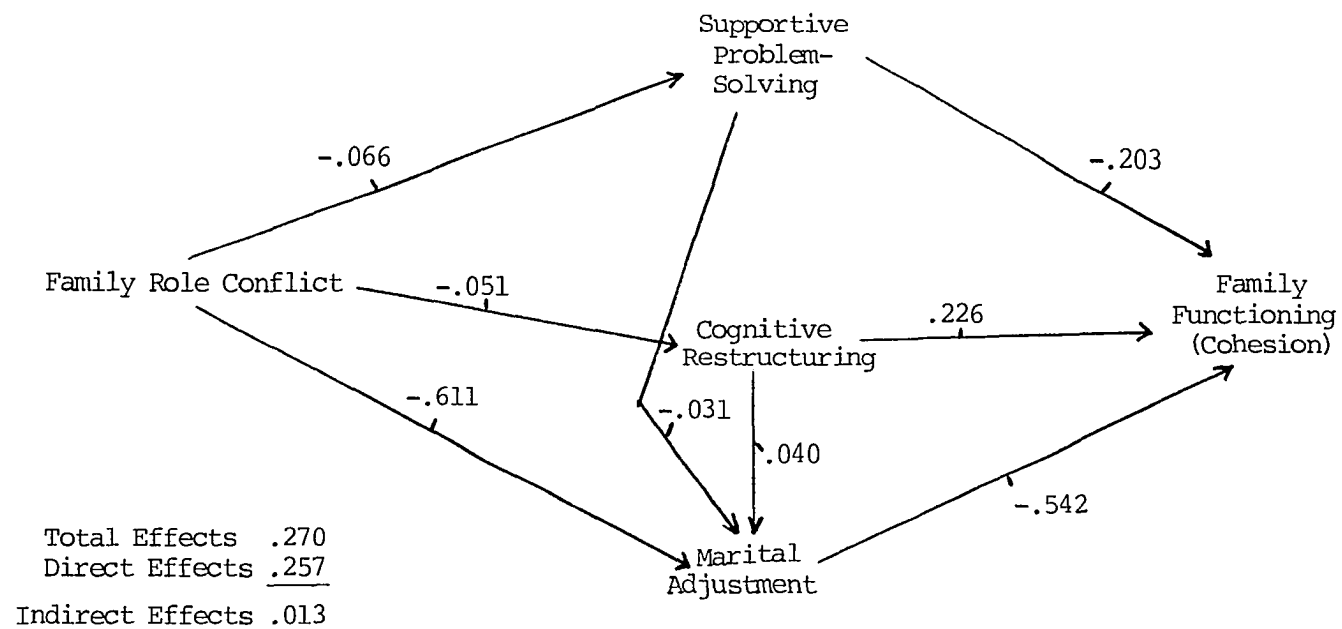 Supportive
Problem-
Solving
-.066
-.203
Family Role Conflict
-.051
Cognitive
Restructuring
.226
Family
Functioning
(Cohesion)
-.611
-.031
.040
-.542
Marital
Adjustment
Total Effects .270
Direct Effects .257
Indirect Effects .013